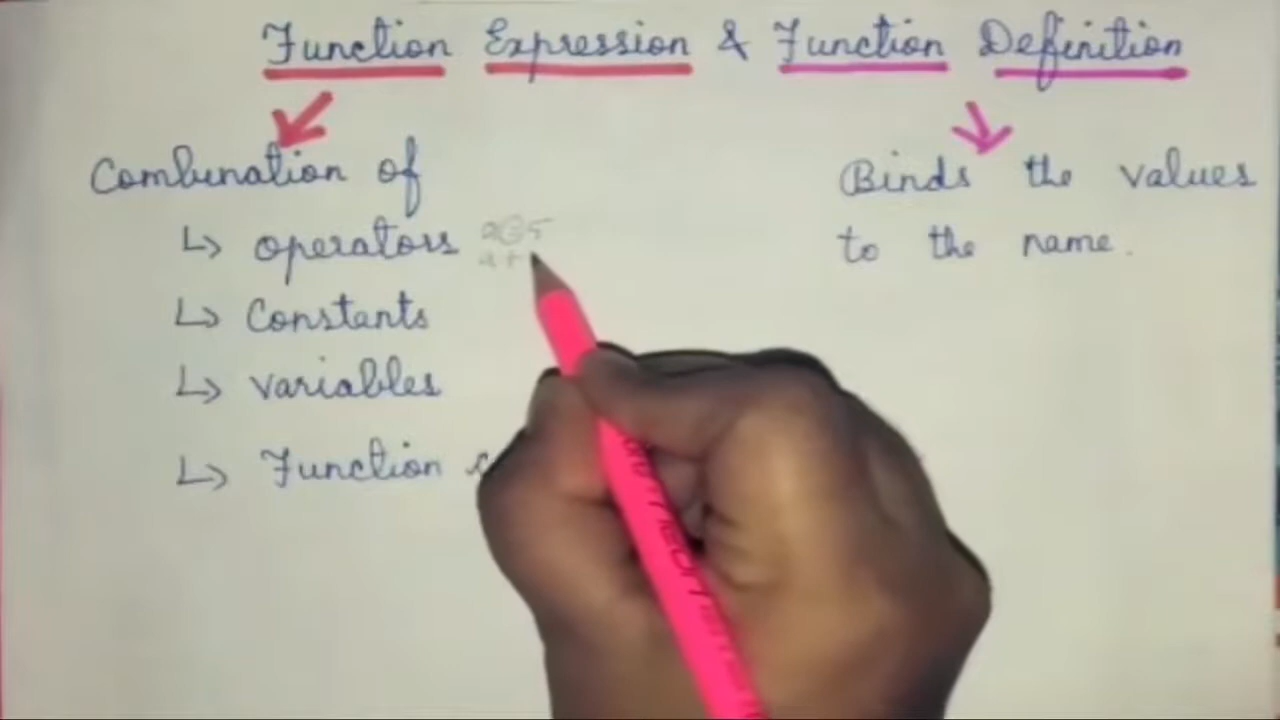 Function Expression & Function Definition
Combination of
↳ operators
↳ Constants
↳ variables
↳ Function
Binds the values
to the name.